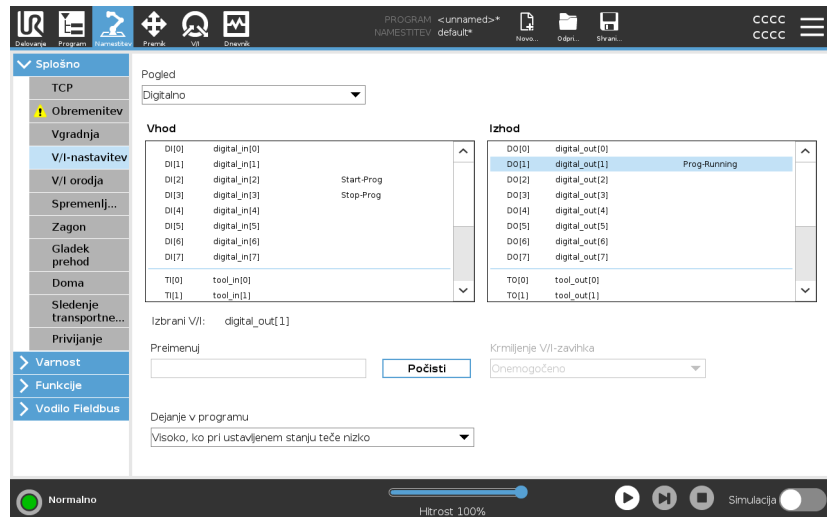 PROGRAM <unnamed>*
NAMESTITEV default*
cccc
cccc
Delovanje
Program
Namestitev
Premik
V/I
Dnevnik
Novo...
Odpri...
Shrani...
Splošno
TCP
Obremenitev
Vgradnja
V/I-nastavitev
V/I orodja
Spremenlj...
Zagon
Gladek
prehod
Doma
Sledenje
transportne...
Privijanje
Varnost
Funkcije
Vodilo Fieldbus
Pogled
Digitalno
Vhod
DI[0] digital_in[0]
DI[1] digital_in[1]
DI[2] digital_in[2] Start-Prog
DI[3] digital_in[3] Stop-Prog
DI[4] digital_in[4]
DI[5] digital_in[5]
DI[6] digital_in[6]
DI[7] digital_in[7]
TI[0] tool_in[0]
TI[1] tool_in[1]
Izhod
DO[0] digital_out[0]
DO[1] digital_out[1] Prog-Running
DO[2] digital_out[2]
DO[3] digital_out[3]
DO[4] digital_out[4]
DO[5] digital_out[5]
DO[6] digital_out[6]
DO[7] digital_out[7]
TO[0] tool_out[0]
TO[1] tool_out[1]
Izbrani V/I: digital_out[1]
Preimenuj
Počisti
Krmiljenje V/I-zavihka
Onemogočeno
Dejanje v programu
Visoko, ko pri ustavljenem stanju teče nizko
Normalno
Hitrost 100%
Simulacija